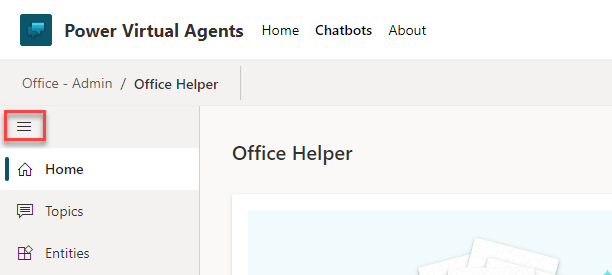 Power Virtual Agents Home Chatbots About
Office - Admin / Office Helper
Office Helper
Home
Topics
Entities